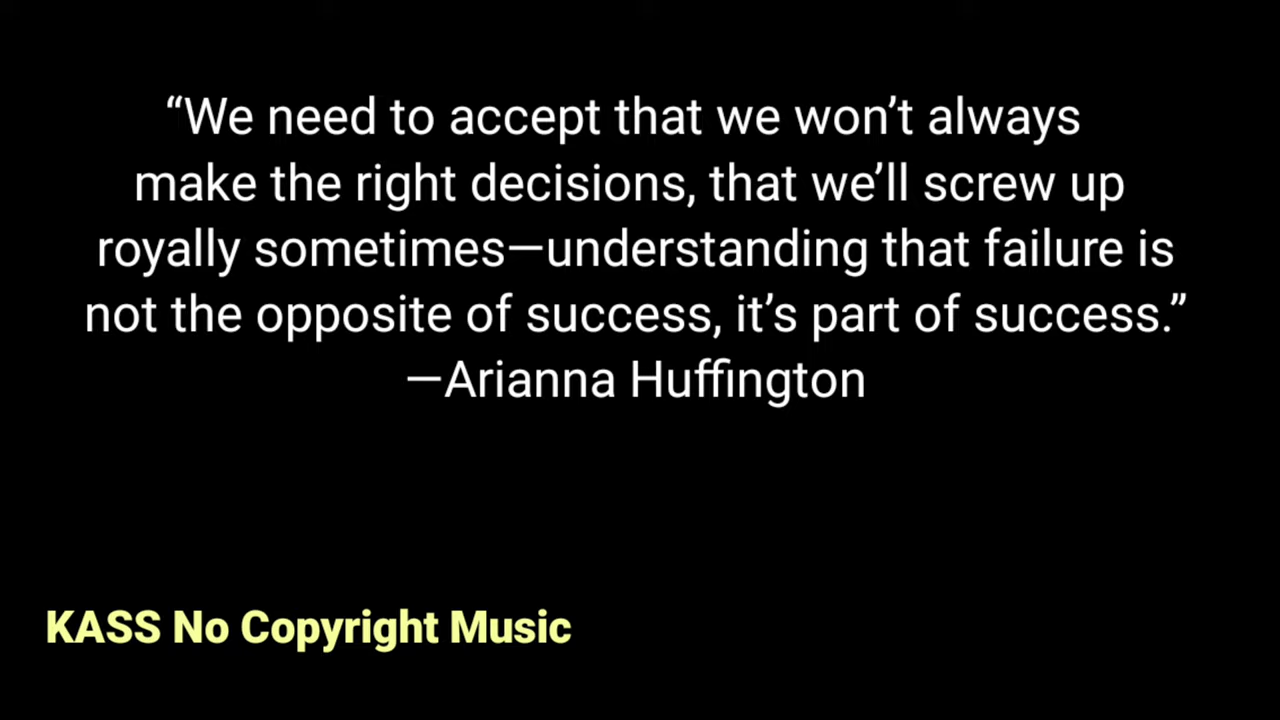 “We need to accept that we won’t always
make the right decisions, that we’ll screw up
royally sometimes—understanding that failure is
not the opposite of success, it’s part of success.”
—Arianna Huffington
KASS No Copyright Music